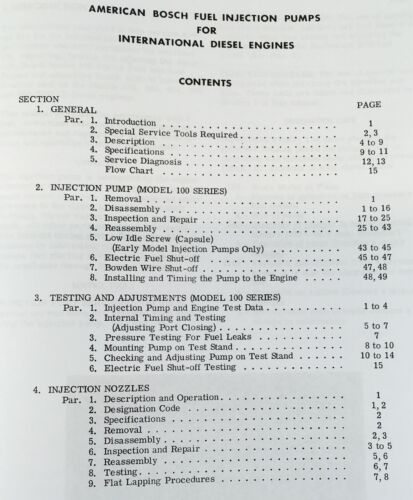 AMERICAN BOSCH FUEL INJECTION PUMPS
FOR
INTERNATIONAL DIESEL ENGINES
CONTENTS
SECTION PAGE
1. GENERAL
Par. 1. Introduction . . . . . . . . . . . . . . . . . . . . . . 1
2. Special Service Tools Required . . . . . . . . . . . . . 2,3
3. Description . . . . . . . . . . . . . . . . . . . . . . 4 to 9
4. Specifications . . . . . . . . . . . . . . . . . . . . . 9 to 11
5. Service Diagnosis . . . . . . . . . . . . . . . . . . . . 12, 13
Flow Chart . . . . . . . . . . . . . . . . . . . . . . 15
2. INJECTION PUMP (MODEL 100 SERIES)
Par. 1. Removal . . . . . . . . . . . . . . . . . . . . . . . . 1
2. Disassembly . . . . . . . . . . . . . . . . . . . . . . 1 to 16
3. Inspection and Repair . . . . . . . . . . . . . . . . . . 17 to 25
4. Reassembly . . . . . . . . . . . . . . . . . . . . . . 25 to 43
5. Low Idle Screw (Capsule)
(Early Model Injection Pumps Only) . . . . . . . . . . . 43 to 45
6. Electric Fuel Shut-off . . . . . . . . . . . . . . . . . . 45 to 47
7. Bowden Wire Shut-off . . . . . . . . . . . . . . . . . . 47, 48
8. Installing and Timing the Pump to the Engine . . . . . . . 48, 49
3. TESTING AND ADJUSTMENTS (MODEL 100 SERIES)
Par. 1. Injection Pump and Engine Test Data . . . . . . . . . . . 1 to 4
2. Internal Timing and Testing
(Adjusting Port Closing) . . . . . . . . . . . . . . . . 5 to 7
3. Pressure Testing For Fuel Leaks . . . . . . . . . . . . . 7
4. Mounting Pump on Test Stand . . . . . . . . . . . . . . . 8 to 10
5. Checking and Adjusting Pump on Test Stand . . . . . . . . 10 to 14
6. Electric Fuel Shut-off Testing . . . . . . . . . . . . . . 15
4. INJECTION NOZZLES
Par. 1. Description and Operation . . . . . . . . . . . . . . . . 1
2. Designation Code . . . . . . . . . . . . . . . . . . . . 1, 2
3. Specifications . . . . . . . . . . . . . . . . . . . . . 2
4. Removal . . . . . . . . . . . . . . . . . . . . . . . . 2
5. Disassembly . . . . . . . . . . . . . . . . . . . . . . 2, 3
6. Inspection and Repair . . . . . . . . . . . . . . . . . . 3 to 5
7. Reassembly . . . . . . . . . . . . . . . . . . . . . . 5, 6
8. Testing . . . . . . . . . . . . . . . . . . . . . . . . 6, 7
9. Flat Lapping Procedures . . . . . . . . . . . . . . . . . 7, 8